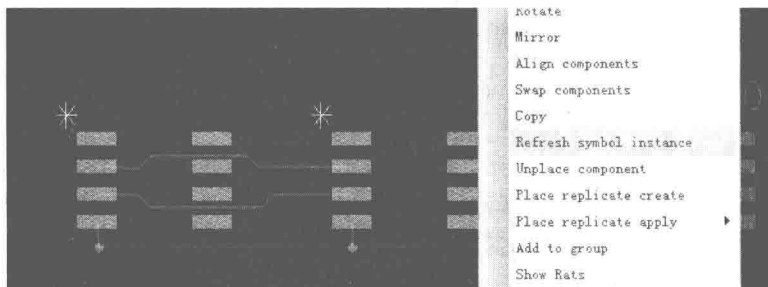 Rotate
Mirror
Align components
Swap components
Copy
Refresh symbol instance
Unplace component
Place replicate create
Place replicate apply
Add to group
Show Rats